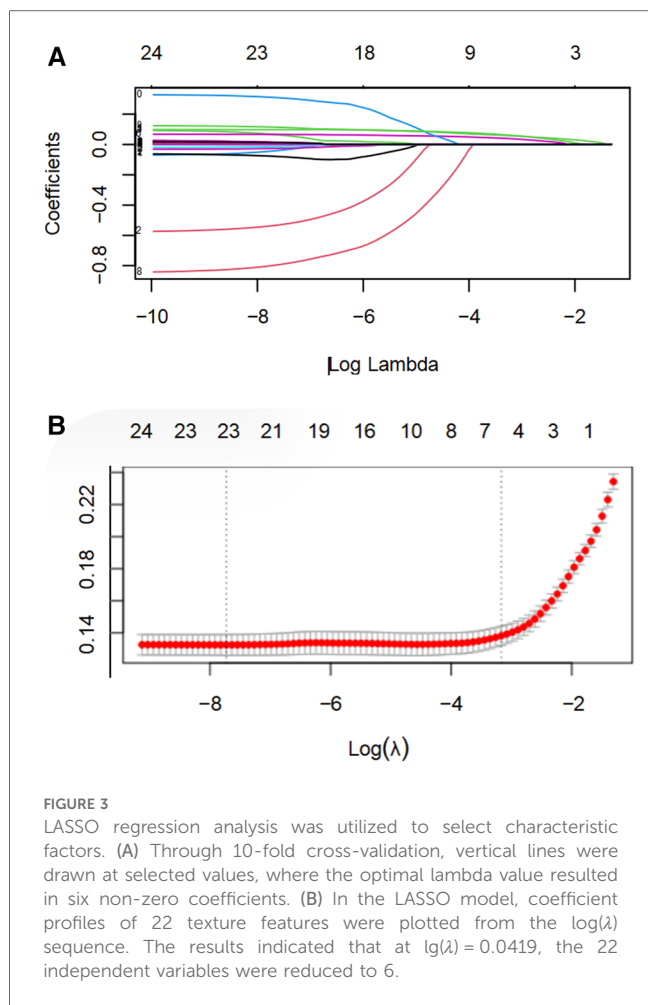 A
24 23 18 9 3
0
2
8
Coefficients
0.0
−0.4
−0.8
−10 −8 −6 −4 −2
Log Lambda
B
24 23 23 21 19 16 10 8 7 4 3 1
0.22
0.18
0.14
−8 −6 −4 −2
Log(λ)
FIGURE 3
LASSO regression analysis was utilized to select characteristic
factors. (A) Through 10-fold cross-validation, vertical lines were
drawn at selected values, where the optimal lambda value resulted
in six non-zero coefficients. (B) In the LASSO model, coefficient
profiles of 22 texture features were plotted from the log(λ)
sequence. The results indicated that at lg(λ) = 0.0419, the 22
independent variables were reduced to 6.